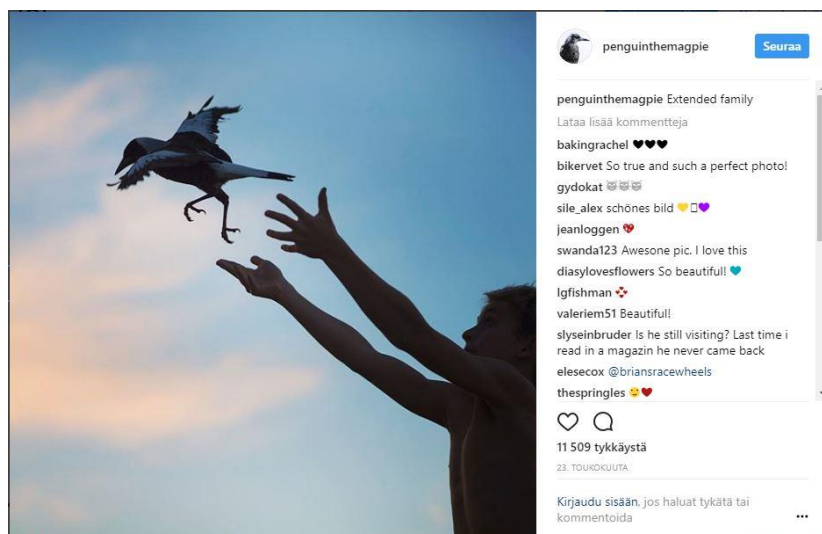 penguinthemagpie
Seuraa
penguinthemagpie Extended family
Lataa lisää kommentteja
bakingrachel 🖤🖤🖤
bikervet So true and such a perfect photo!
gydokat
sile_alex schönes bild 💛 💜
jeanloggen 💖
swanda123 Awesone pic. I love this
diasylovesflowers So beautiful! 💙
lgfishman
valeriem51 Beautiful!
slyseinbruder Is he still visiting? Last time i
read in a magazin he never came back
elesecox @briansracewheels
thespringles 😍❤
11 509 tykkäystä
23. TOUKOKUUTA
Kirjaudu sisään, jos haluat tykätä tai
kommentoida